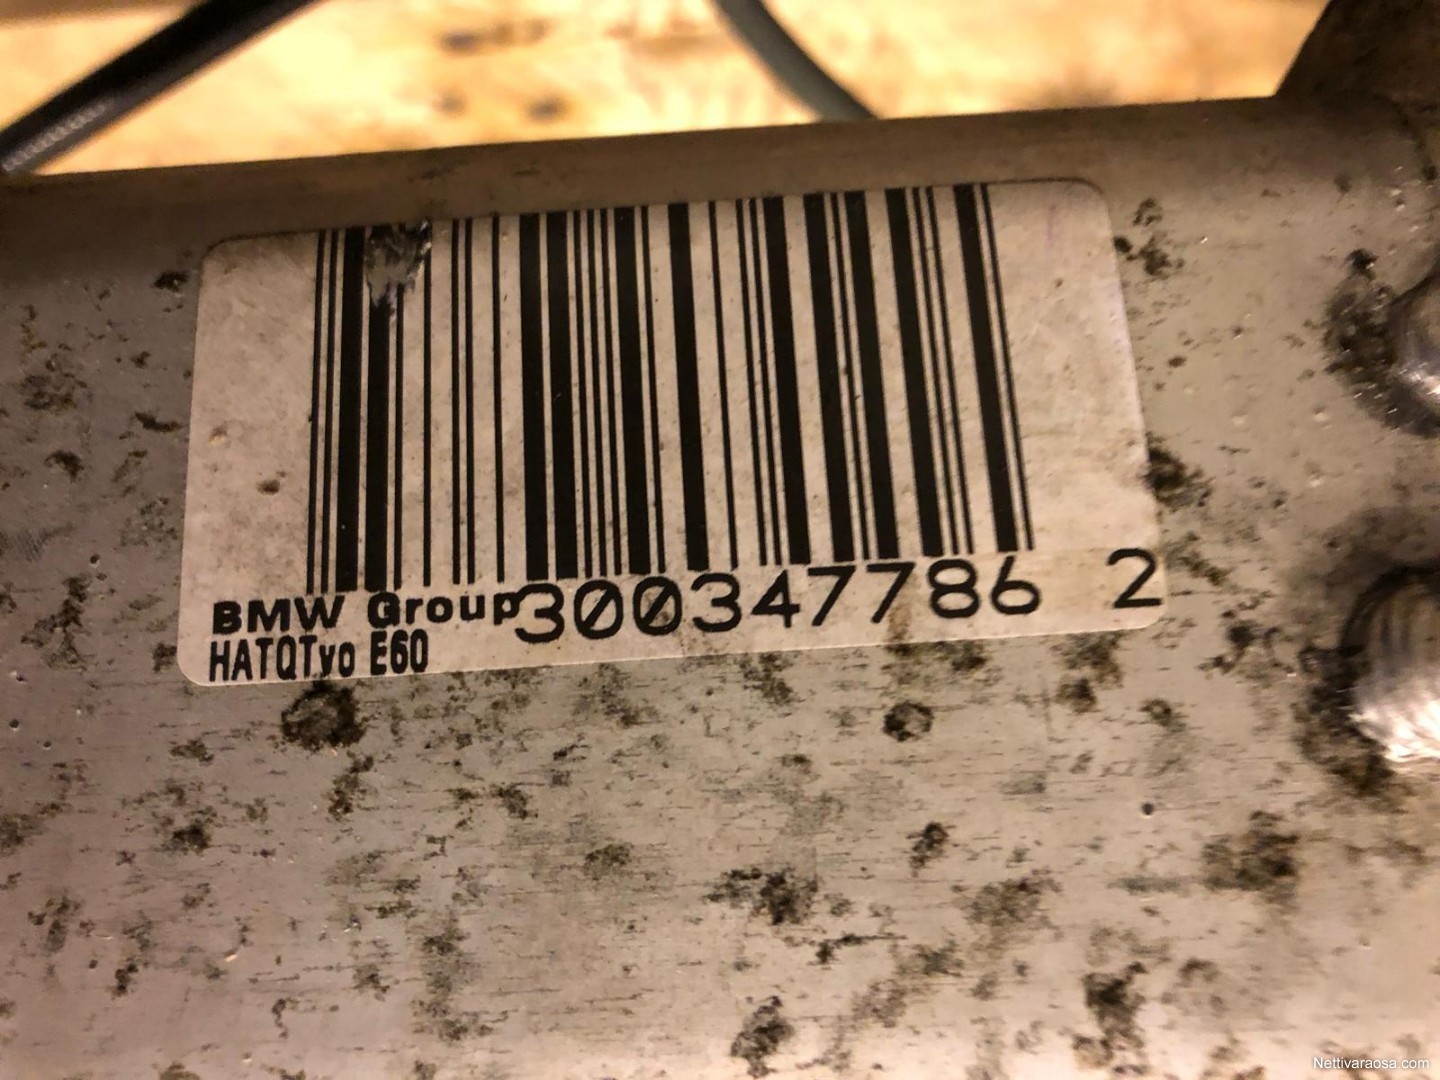 BMW Group 300347786 2
HATQTyo E60
Nettivaraosa.com